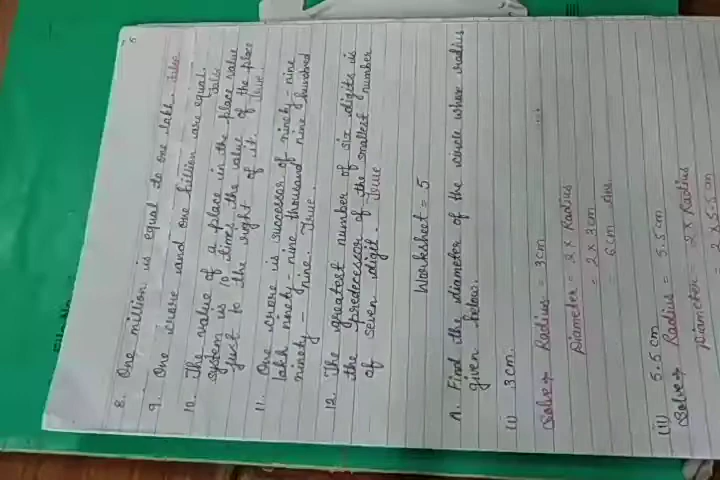 8. One million is equal to one lakh. False
9. One crore and one billion are equal.
False
10. The value of a place in the place value
system is 10 times the value of the place
just to the right of it. True.
11. One crore is successor of ninety-nine
lakh ninety-nine thousand nine hundred
ninety-nine. True.
12. The greatest number of six digits is
the predecessor of the smallest number
of seven digit. True
Worksheet = 5
1. Find the diameter of the circle whose radius
given below.
(i) 3 cm.
Solve → Radius = 3 cm
Diameter = 2 × Radius
= 2 × 3 cm
= 6 cm Ans.
(ii) 5.5 cm
Solve → Radius = 5.5 cm
Diameter = 2 × Radius
= 2 × 5.5 cm